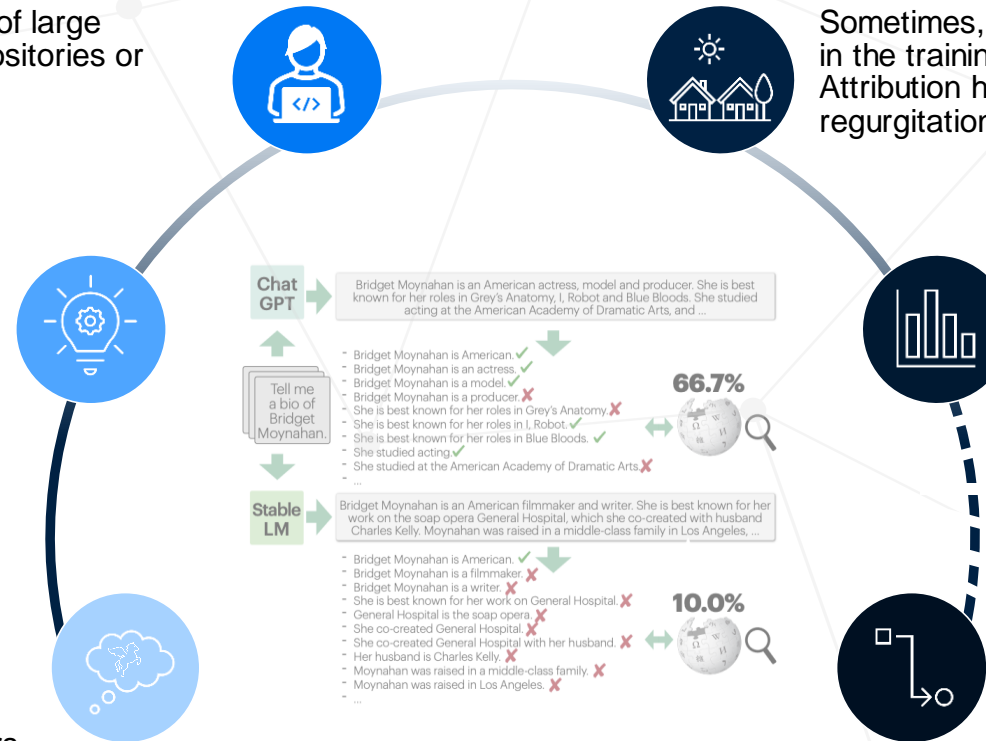 of large
ositories or
Sometimes,
in the trainin
Attribution h
regurgitation
</>
Chat
GPT
Bridget Moynahan is an American actress, model and producer. She is best
known for her roles in Grey's Anatomy, I, Robot and Blue Bloods. She studied
acting at the American Academy of Dramatic Arts, and ...
- Bridget Moynahan is American. ✓
- Bridget Moynahan is an actress. ✓
- Bridget Moynahan is a model. ✓
- Bridget Moynahan is a producer. ✘
- She is best known for her roles in Grey's Anatomy. ✘
- She is best known for her roles in I, Robot. ✓
- She is best known for her roles in Blue Bloods. ✓
- She studied acting. ✓
- She studied at the American Academy of Dramatic Arts. ✘
- ...
66.7%
Tell me
a bio of
Bridget
Moynahan.
Stable
LM
Bridget Moynahan is an American filmmaker and writer. She is best known for her
work on the soap opera General Hospital, which she co-created with husband
Charles Kelly. Moynahan was raised in a middle-class family in Los Angeles, ...
- Bridget Moynahan is American. ✓
- Bridget Moynahan is a filmmaker. ✘
- Bridget Moynahan is a writer. ✘
- She is best known for her work on General Hospital. ✘
- General Hospital is the soap opera. ✘
- She co-created General Hospital. ✘
- She co-created General Hospital with her husband. ✘
- Her husband is Charles Kelly. ✘
- Moynahan was raised in a middle-class family. ✘
- Moynahan was raised in Los Angeles. ✘
- ...
10.0%